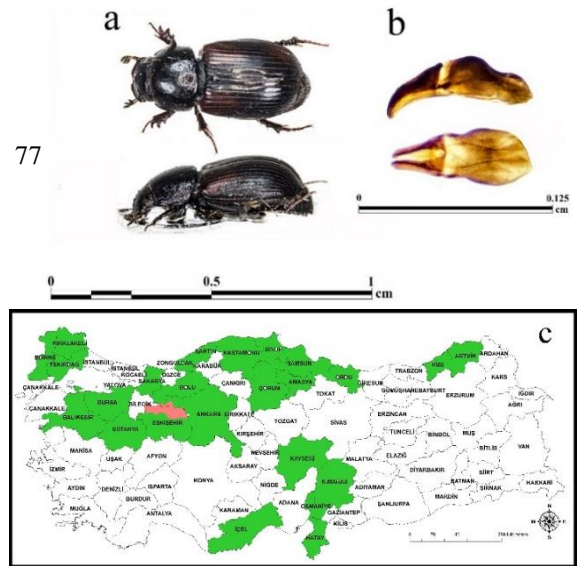 a
b
77
0 0.125
cm
0 0.5 1
cm
c
KIRKLARELİ
EDİRNE
TEKİRDAĞ
İSTANBUL
İSTANBUL
KOCAELİ
YALOVA
SAKARYA
DÜZCE
ZONGULDAK
BARTIN
KARABÜK
KASTAMONU
SİNOP
SAMSUN
ORDU
GİRESUN
TRABZON
RİZE
ARTVİN
ARDAHAN
KARS
IĞDIR
AĞRI
ÇANAKKALE
ÇANAKKALE
BALIKESİR
BURSA
BİLECİK
BOLU
ÇANKIRI
ÇORUM
AMASYA
TOKAT
GÜMÜŞHANE
BAYBURT
ERZURUM
ERZİNCAN
KÜTAHYA
ESKİŞEHİR
ANKARA
KIRIKKALE
YOZGAT
SİVAS
TUNCELİ
BİNGÖL
MUŞ
BİTLİS
VAN
MANİSA
UŞAK
AFYON
KIRŞEHİR
NEVŞEHİR
KAYSERİ
MALATYA
ELAZIĞ
DİYARBAKIR
BATMAN
SİİRT
ŞIRNAK
HAKKARİ
İZMİR
AYDIN
DENİZLİ
ISPARTA
KONYA
AKSARAY
NİĞDE
K.MARAŞ
ADIYAMAN
MARDİN
ŞANLIURFA
MUĞLA
BURDUR
ANTALYA
KARAMAN
İÇEL
ADANA
OSMANİYE
GAZİANTEP
KİLİS
HATAY